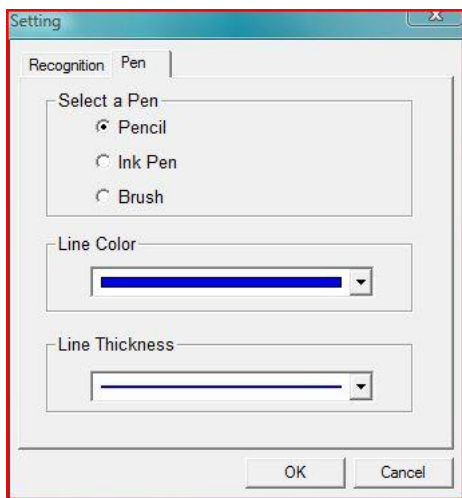 Setting
Recognition Pen
Select a Pen
Pencil
Ink Pen
Brush
Line Color
Line Thickness
OK Cancel